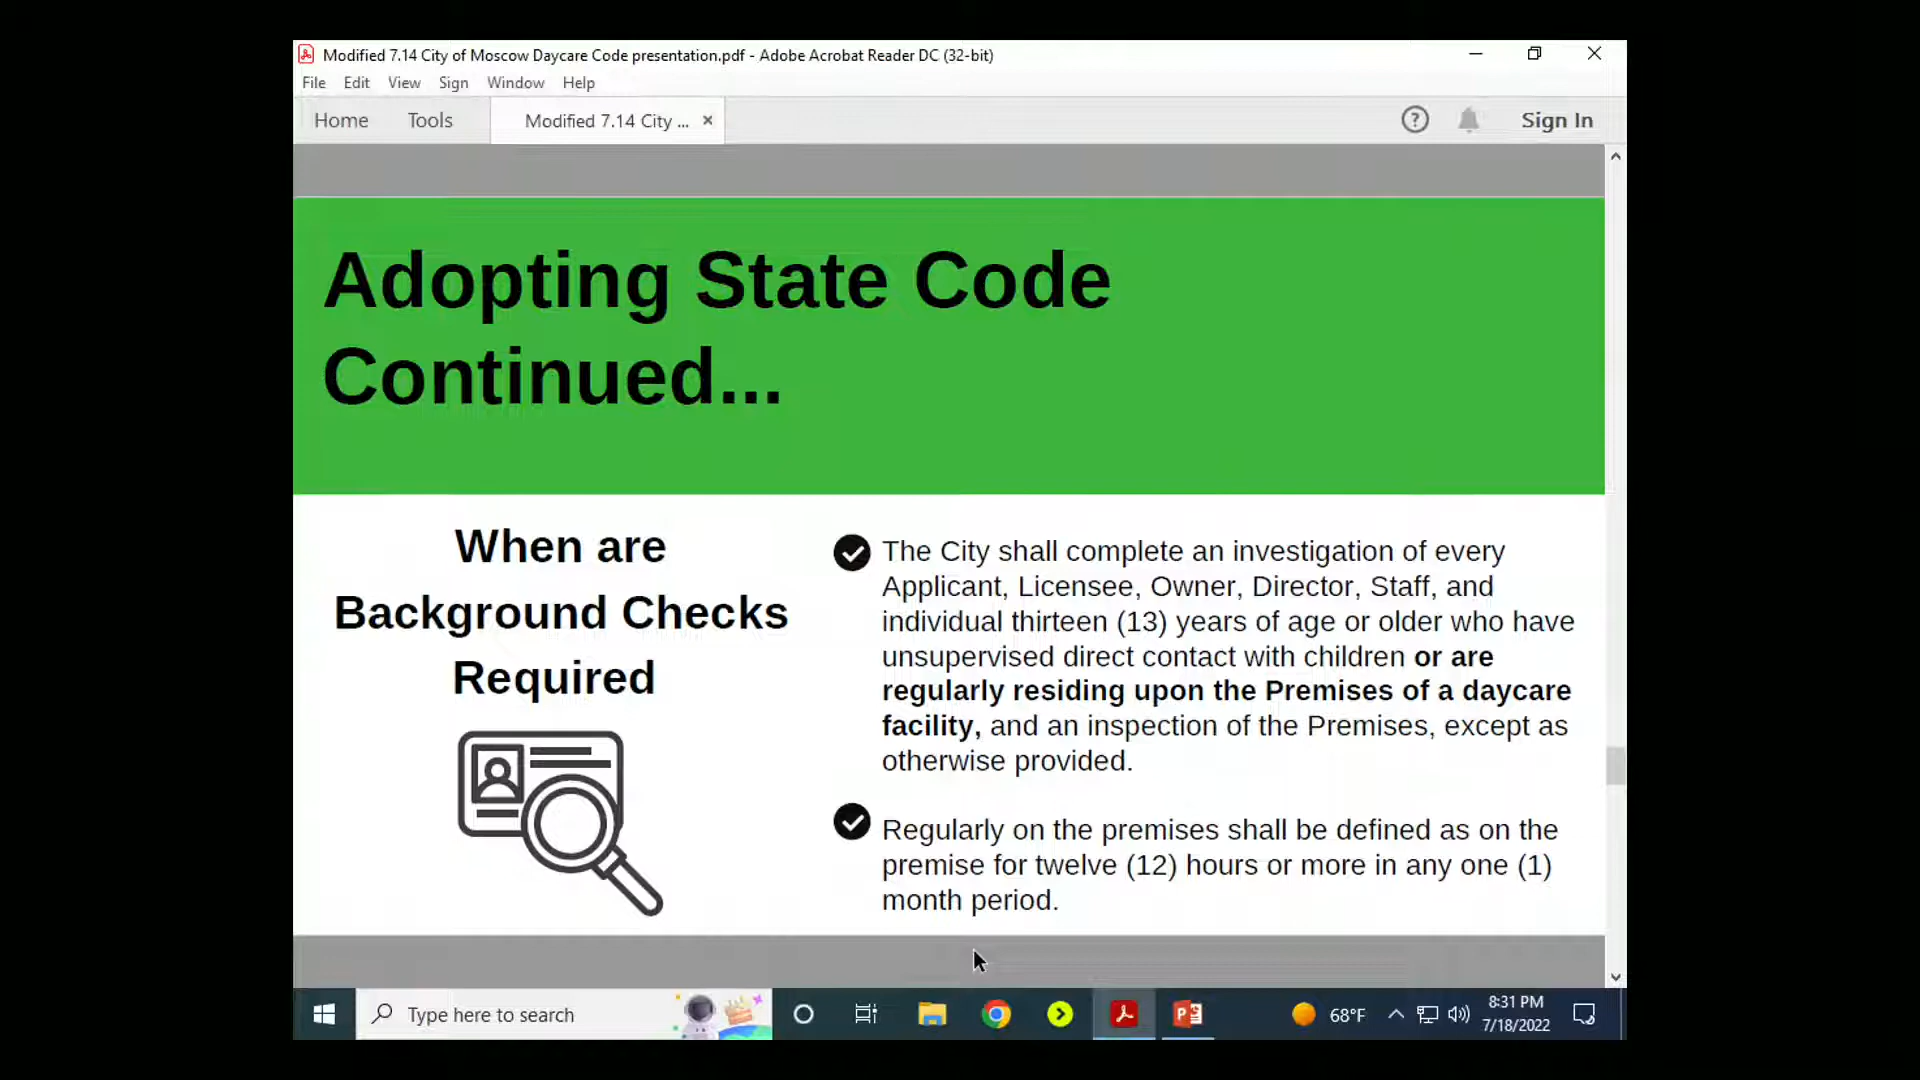 Modified 7.14 City of Moscow Daycare Code presentation.pdf - Adobe Acrobat Reader DC (32-bit)
File Edit View Sign Window Help
Home Tools Modified 7.14 City ... × Sign In
Adopting State Code
Continued...
When are
Background Checks
Required
The City shall complete an investigation of every
Applicant, Licensee, Owner, Director, Staff, and
individual thirteen (13) years of age or older who have
unsupervised direct contact with children or are
regularly residing upon the Premises of a daycare
facility, and an inspection of the Premises, except as
otherwise provided.
Regularly on the premises shall be defined as on the
premise for twelve (12) hours or more in any one (1)
month period.
Type here to search
68°F
8:31 PM
7/18/2022